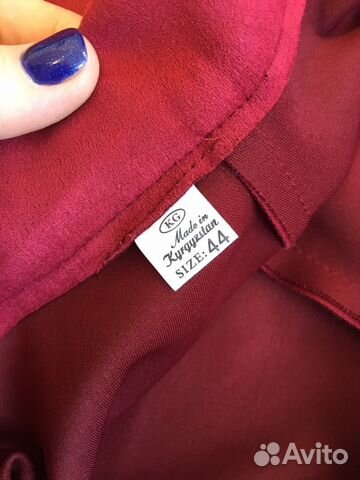 KG
Made in
Kyrgyzstan
SIZE: 44
Avito